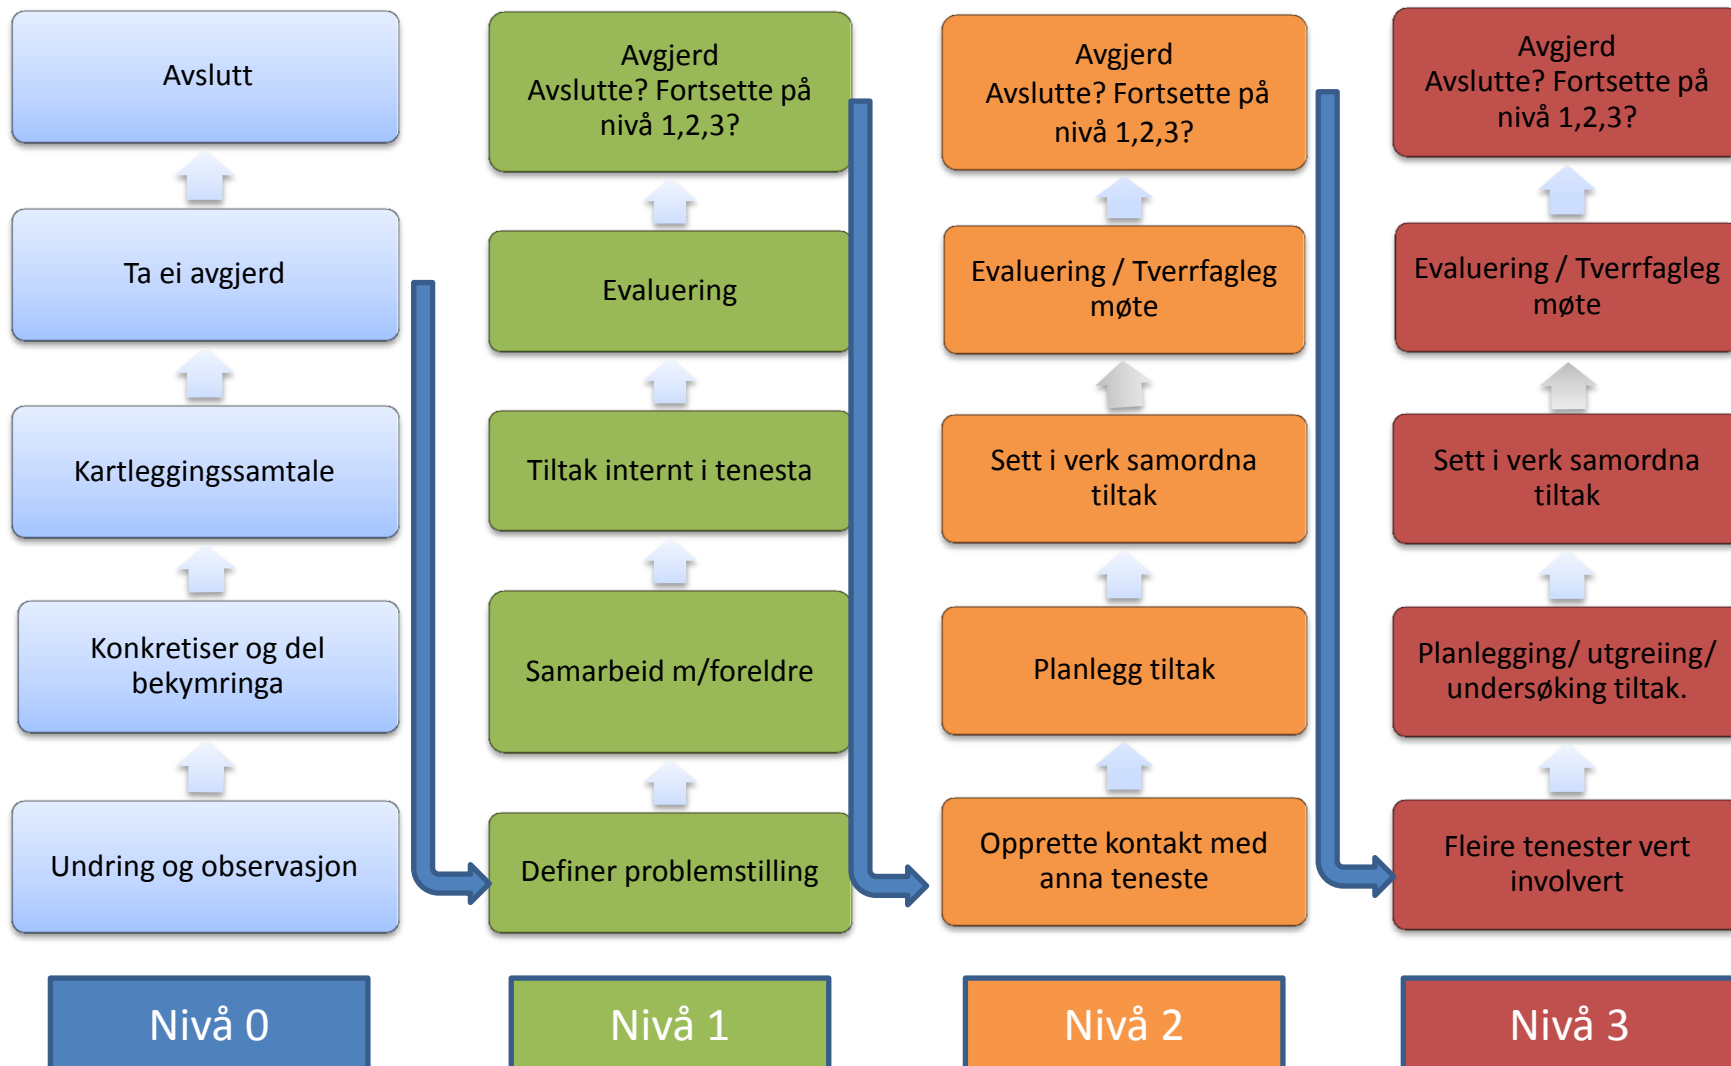 Avslutt
Ta ei avgjerd
Kartleggingssamtale
Konkretiser og del
bekymringa
Undring og observasjon
Nivå 0
Avgjerd
Avslutte? Fortsette på
nivå 1,2,3?
Evaluering
Tiltak internt i tenesta
Samarbeid m/foreldre
Definer problemstilling
Nivå 1
Avgjerd
Avslutte? Fortsette på
nivå 1,2,3?
Evaluering / Tverrfagleg
møte
Sett i verk samordna
tiltak
Planlegg tiltak
Opprette kontakt med
anna teneste
Nivå 2
Avgjerd
Avslutte? Fortsette på
nivå 1,2,3?
Evaluering / Tverrfagleg
møte
Sett i verk samordna
tiltak
Planlegging/ utgreiing/
undersøking tiltak.
Fleire tenester vert
involvert
Nivå 3